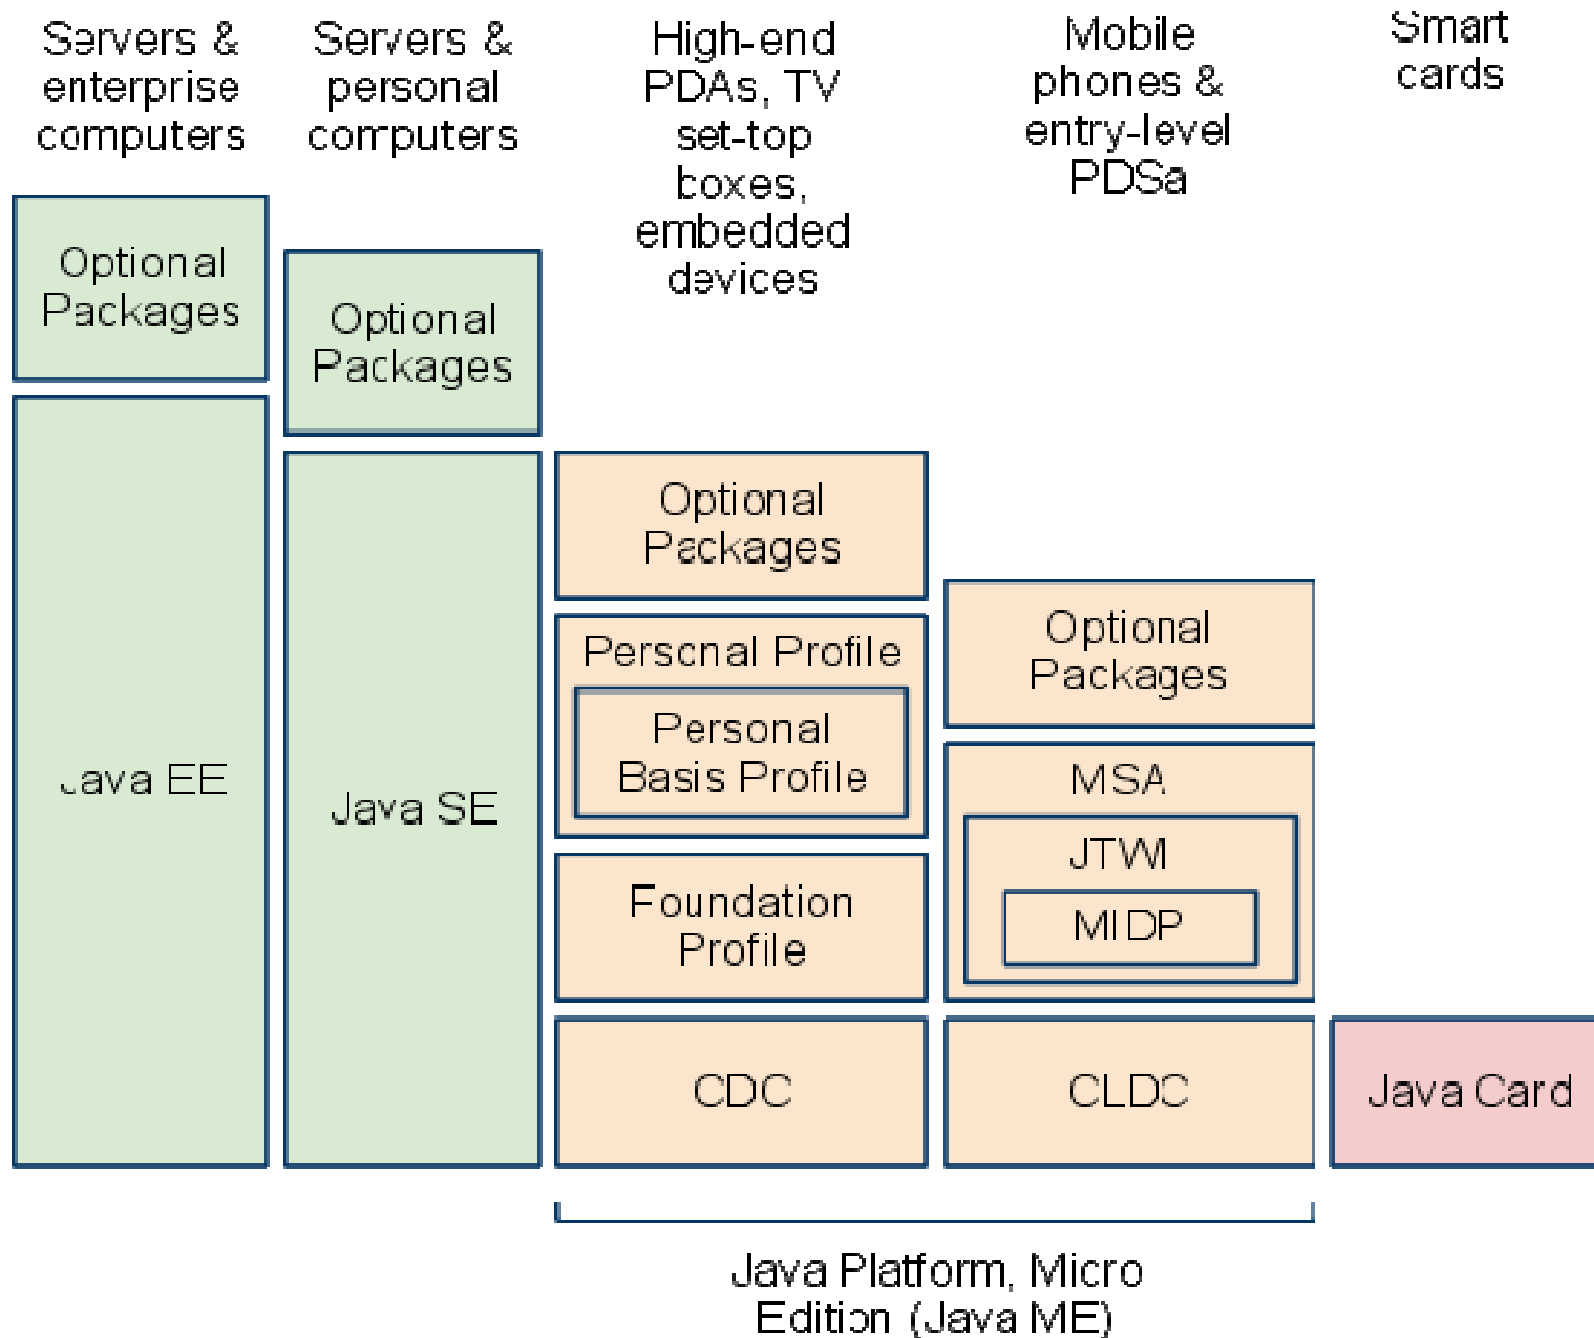 Servers &
enterprise
computers
Servers &
personal
computers
High-end
PDAs, TV
set-top
boxes,
embedded
devices
Mobile
phones &
entry-level
PDSa
Smart
cards
Optional
Packages
Java EE
Optional
Packages
Java SE
Optional
Packages
Personal Profile
Personal
Basis Profile
Foundation
Profile
CDC
Optional
Packages
MSA
JTWI
MIDP
CLDC
Java Card
Java Platform, Micro
Edition (Java ME)